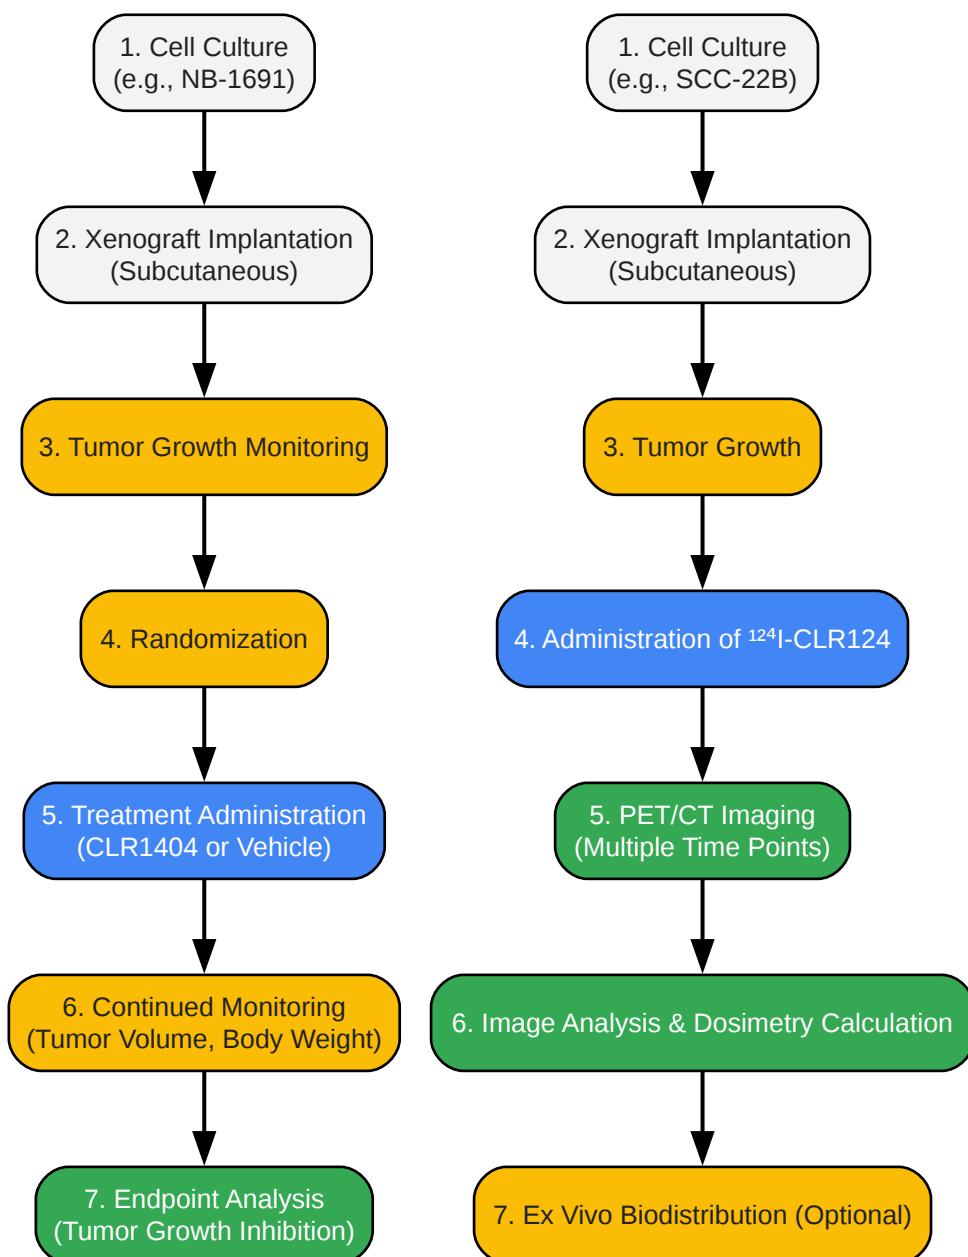 1. Cell Culture
(e.g., NB-1691)
2. Xenograft Implantation
(Subcutaneous)
3. Tumor Growth Monitoring
4. Randomization
5. Treatment Administration
(CLR1404 or Vehicle)
6. Continued Monitoring
(Tumor Volume, Body Weight)
7. Endpoint Analysis
(Tumor Growth Inhibition)
1. Cell Culture
(e.g., SCC-22B)
2. Xenograft Implantation
(Subcutaneous)
3. Tumor Growth
4. Administration of ¹²⁴I-CLR124
5. PET/CT Imaging
(Multiple Time Points)
6. Image Analysis & Dosimetry Calculation
7. Ex Vivo Biodistribution (Optional)